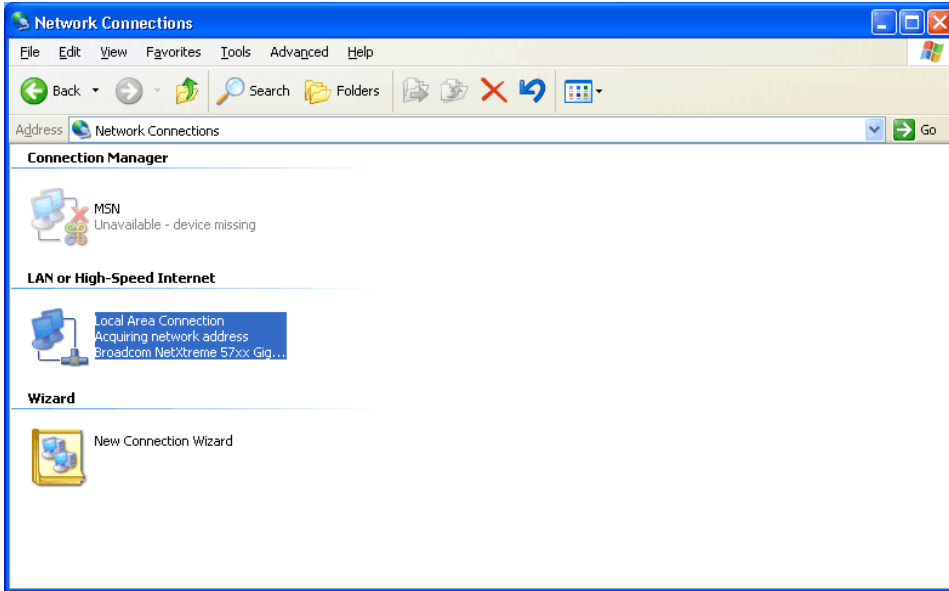 Network Connections
File Edit View Favorites Tools Advanced Help
Back Search Folders
Address Network Connections Go
Connection Manager
MSN
Unavailable - device missing
LAN or High-Speed Internet
Local Area Connection
Acquiring network address
Broadcom NetXtreme 57xx Gig...
Wizard
New Connection Wizard